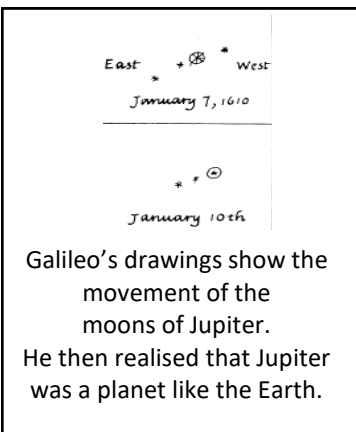 East West
January 7, 1610
January 10th
Galileo's drawings show the
movement of the
moons of Jupiter.
He then realised that Jupiter
was a planet like the Earth.